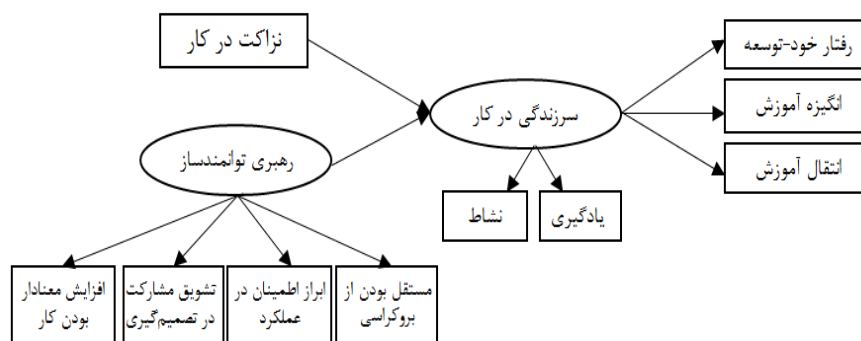 نزاکت در کار
رفتار خود-توسعه
سرزندگی در کار
انگیزه آموزش
رهبری توانمندساز
انتقال آموزش
نشاط
یادگیری
مستقل بودن از
بروکراسی
ابراز اطمینان در
عملکرد
تشویق مشارکت
در تصمیم‌گیری
افزایش معنادار
بودن کار